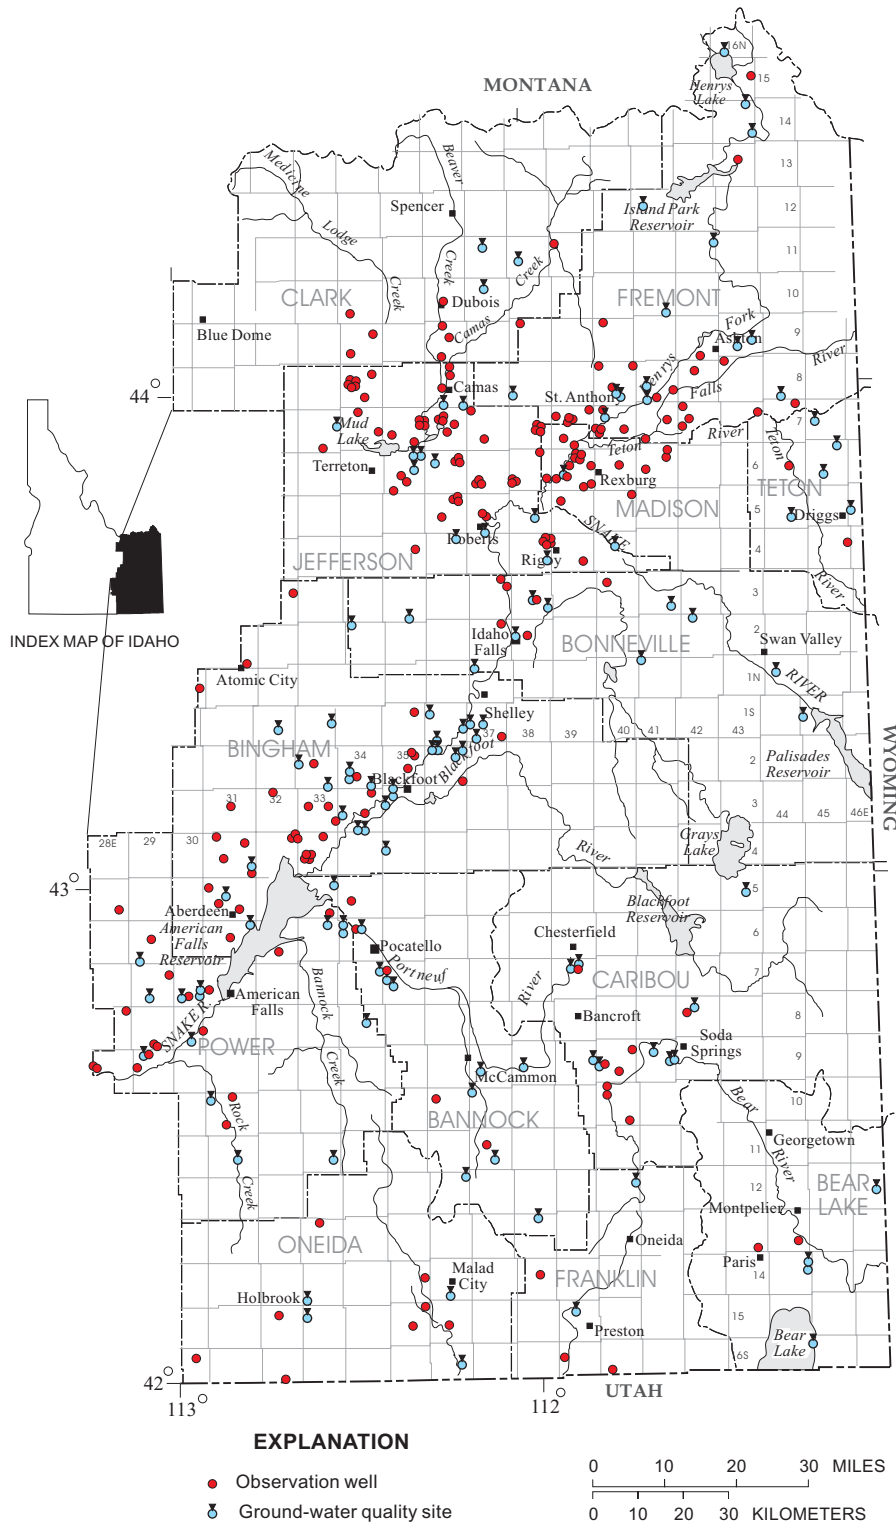 16N
15
Henrys
Lake
MONTANA
14
13
Medicine
Lodge
Creek
Beaver
Creek
Spencer
Island Park
Reservoir
12
11
Camas
Creek
10
CLARK
Dubois
FREMONT
Blue Dome
Henrys
Fork
Ashton
9
River
8
44°
Camas
St. Anthony
Falls
Mud
Lake
Teton
River
7
Teton
River
Terreton
Rexburg
6
TETON
MADISON
5
Driggs
SNAKE
Roberts
4
JEFFERSON
Rigby
3
INDEX MAP OF IDAHO
Idaho
Falls
BONNEVILLE
2
Swan Valley
Atomic City
1N
RIVER
Shelley
1S
BINGHAM
34
35
37
38
39
40
41
42
43
WYOMING
Blackfoot
Blackfoot
2
Palisades
Reservoir
31
32
33
3
44
45
46E
28E
29
30
Grays
Lake
4
River
43°
5
Blackfoot
Reservoir
Aberdeen
American
Falls
Reservoir
6
Chesterfield
Pocatello
Portneuf
River
CARIBOU
7
Bannock
Creek
American
Falls
Bancroft
8
SNAKE R.
POWER
Soda
Springs
9
McCammon
Rock
Creek
BANNOCK
Bear
River
10
Georgetown
11
12
BEAR
LAKE
Montpelier
ONEIDA
Oneida
Paris
14
Malad
City
FRANKLIN
Holbrook
15
Preston
Bear
Lake
6S
42°
113°
112°
UTAH
EXPLANATION
Observation well
Ground-water quality site
0 10 20 30 MILES
0 10 20 30 KILOMETERS